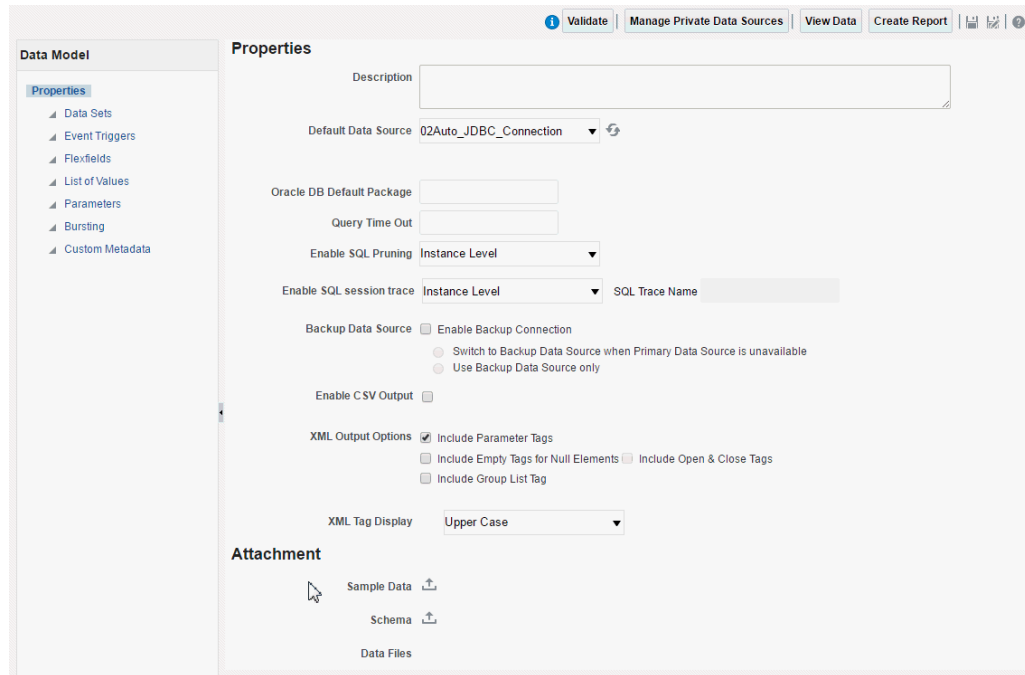 Validate Manage Private Data Sources View Data Create Report
Data Model
Properties
Data Sets
Event Triggers
Flexfields
List of Values
Parameters
Bursting
Custom Metadata
Properties
Description
Default Data Source 02Auto_JDBC_Connection
Oracle DB Default Package
Query Time Out
Enable SQL Pruning Instance Level
Enable SQL session trace Instance Level SQL Trace Name
Backup Data Source Enable Backup Connection
Switch to Backup Data Source when Primary Data Source is unavailable
Use Backup Data Source only
Enable CSV Output
XML Output Options Include Parameter Tags
Include Empty Tags for Null Elements Include Open & Close Tags
Include Group List Tag
XML Tag Display Upper Case
Attachment
Sample Data
Schema
Data Files